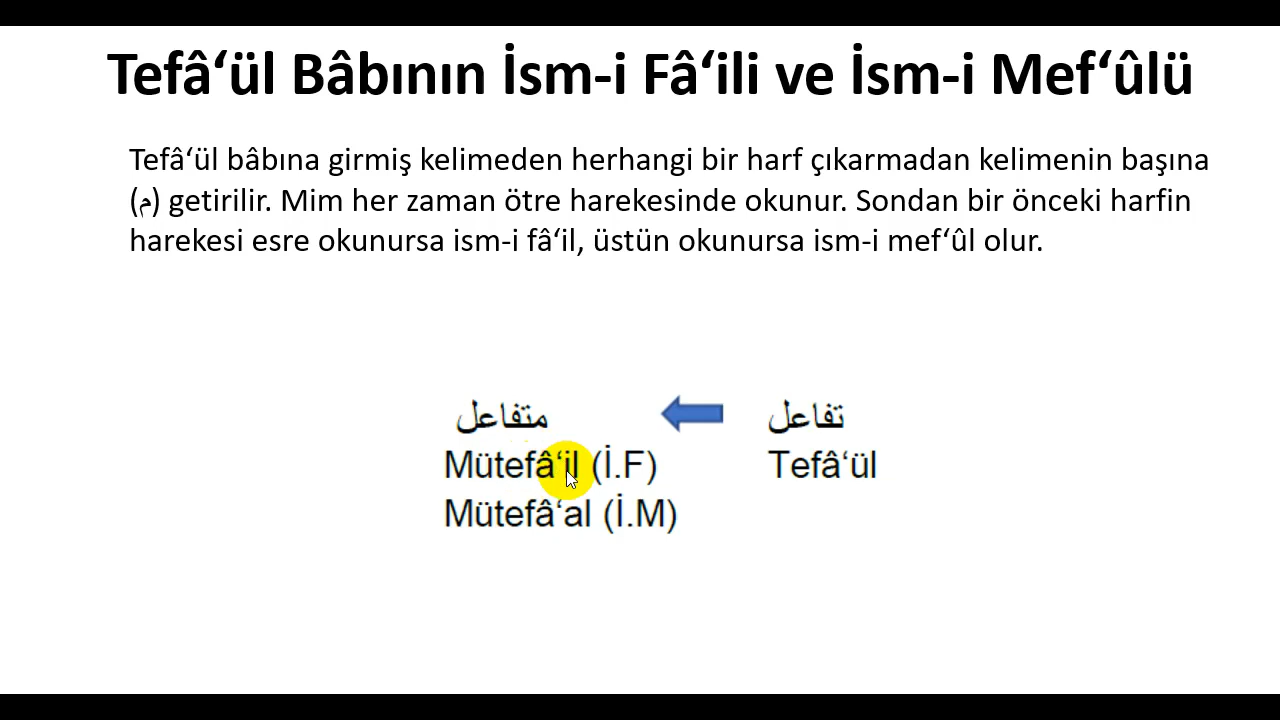 Tefâ‘ül Bâbının İsm-i Fâ‘ili ve İsm-i Mef‘ûlü
Tefâ‘ül bâbına girmiş kelimeden herhangi bir harf çıkarmadan kelimenin başına
(م) getirilir. Mim her zaman ötre harekesinde okunur. Sondan bir önceki harfin
harekesi esre okunursa ism-i fâ‘il, üstün okunursa ism-i mef‘ûl olur.
تفاعل
Tefâ‘ül
متفاعل
Mütefâ‘il (İ.F)
Mütefâ‘al (İ.M)